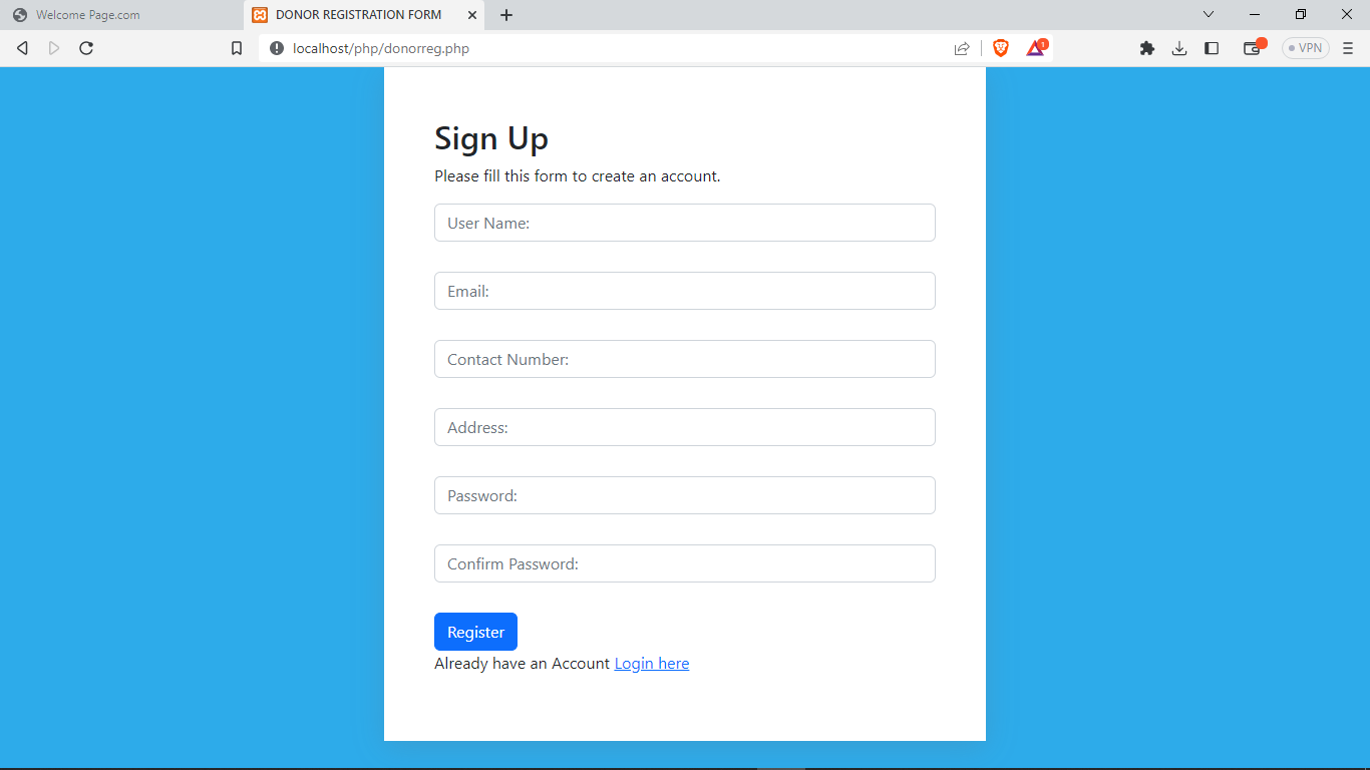 Welcome Page.com
DONOR REGISTRATION FORM
localhost/php/donorreg.php
1
VPN
Sign Up
Please fill this form to create an account.
User Name:
Email:
Contact Number:
Address:
Password:
Confirm Password:
Register
Already have an Account Login here